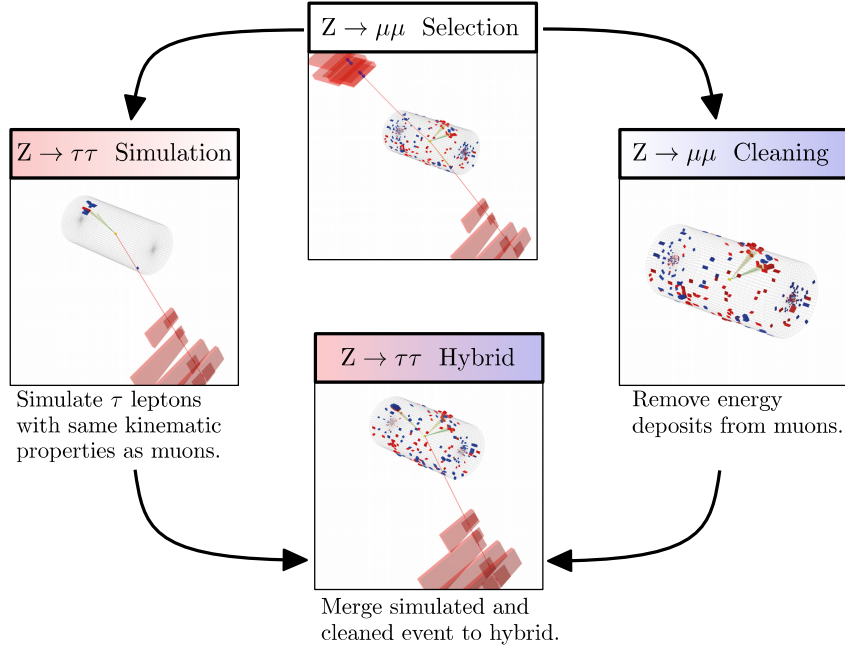 Z → μμ Selection
Z → ττ Simulation
Z → μμ Cleaning
Simulate τ leptons
with same kinematic
properties as muons.
Remove energy
deposits from muons.
Z → ττ Hybrid
Merge simulated and
cleaned event to hybrid.